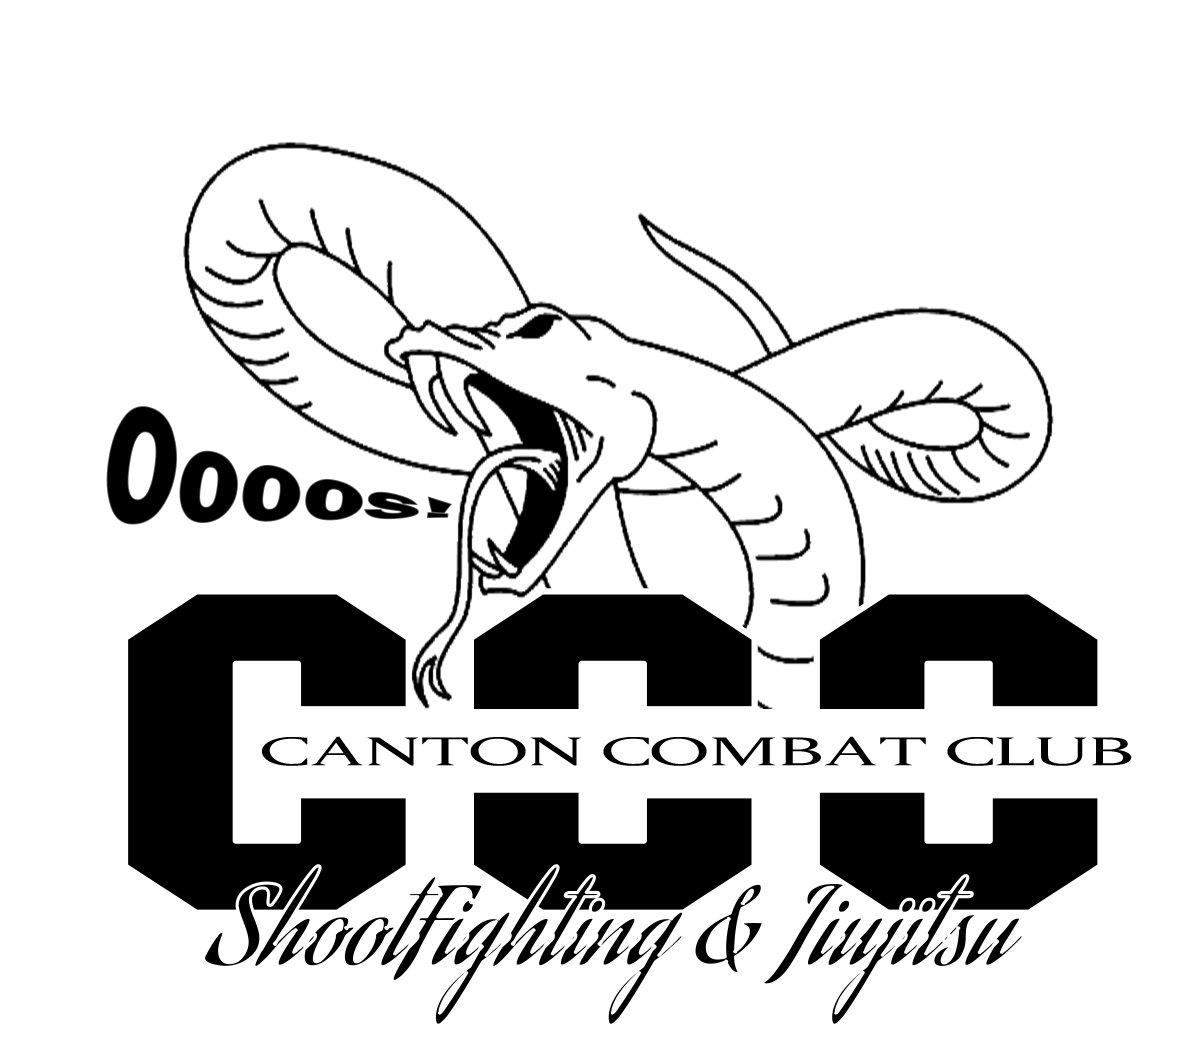 Ooooos!
CCC
CANTON COMBAT CLUB
ShootFighting & Jiujitsu